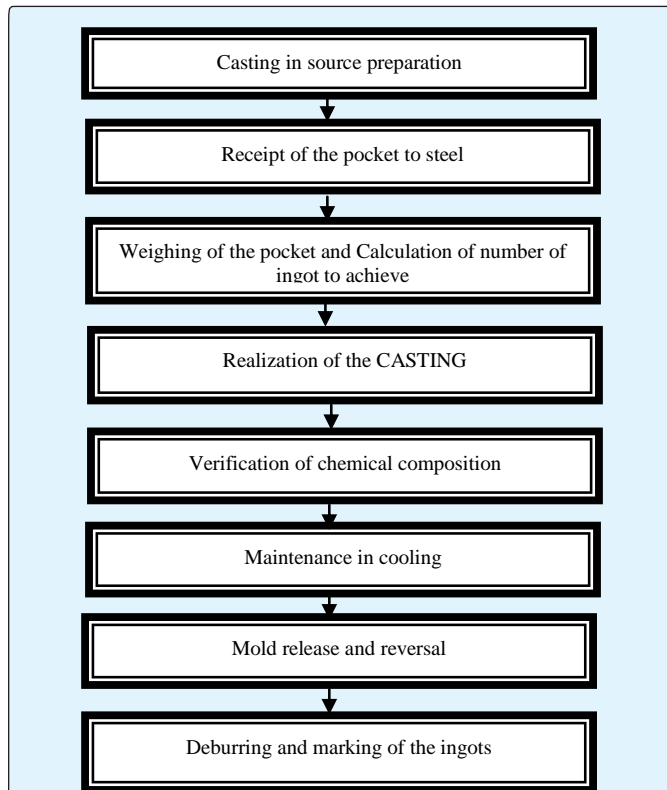 Casting in source preparation
Receipt of the pocket to steel
Weighing of the pocket and Calculation of number of
ingot to achieve
Realization of the CASTING
Verification of chemical composition
Maintenance in cooling
Mold release and reversal
Deburring and marking of the ingots